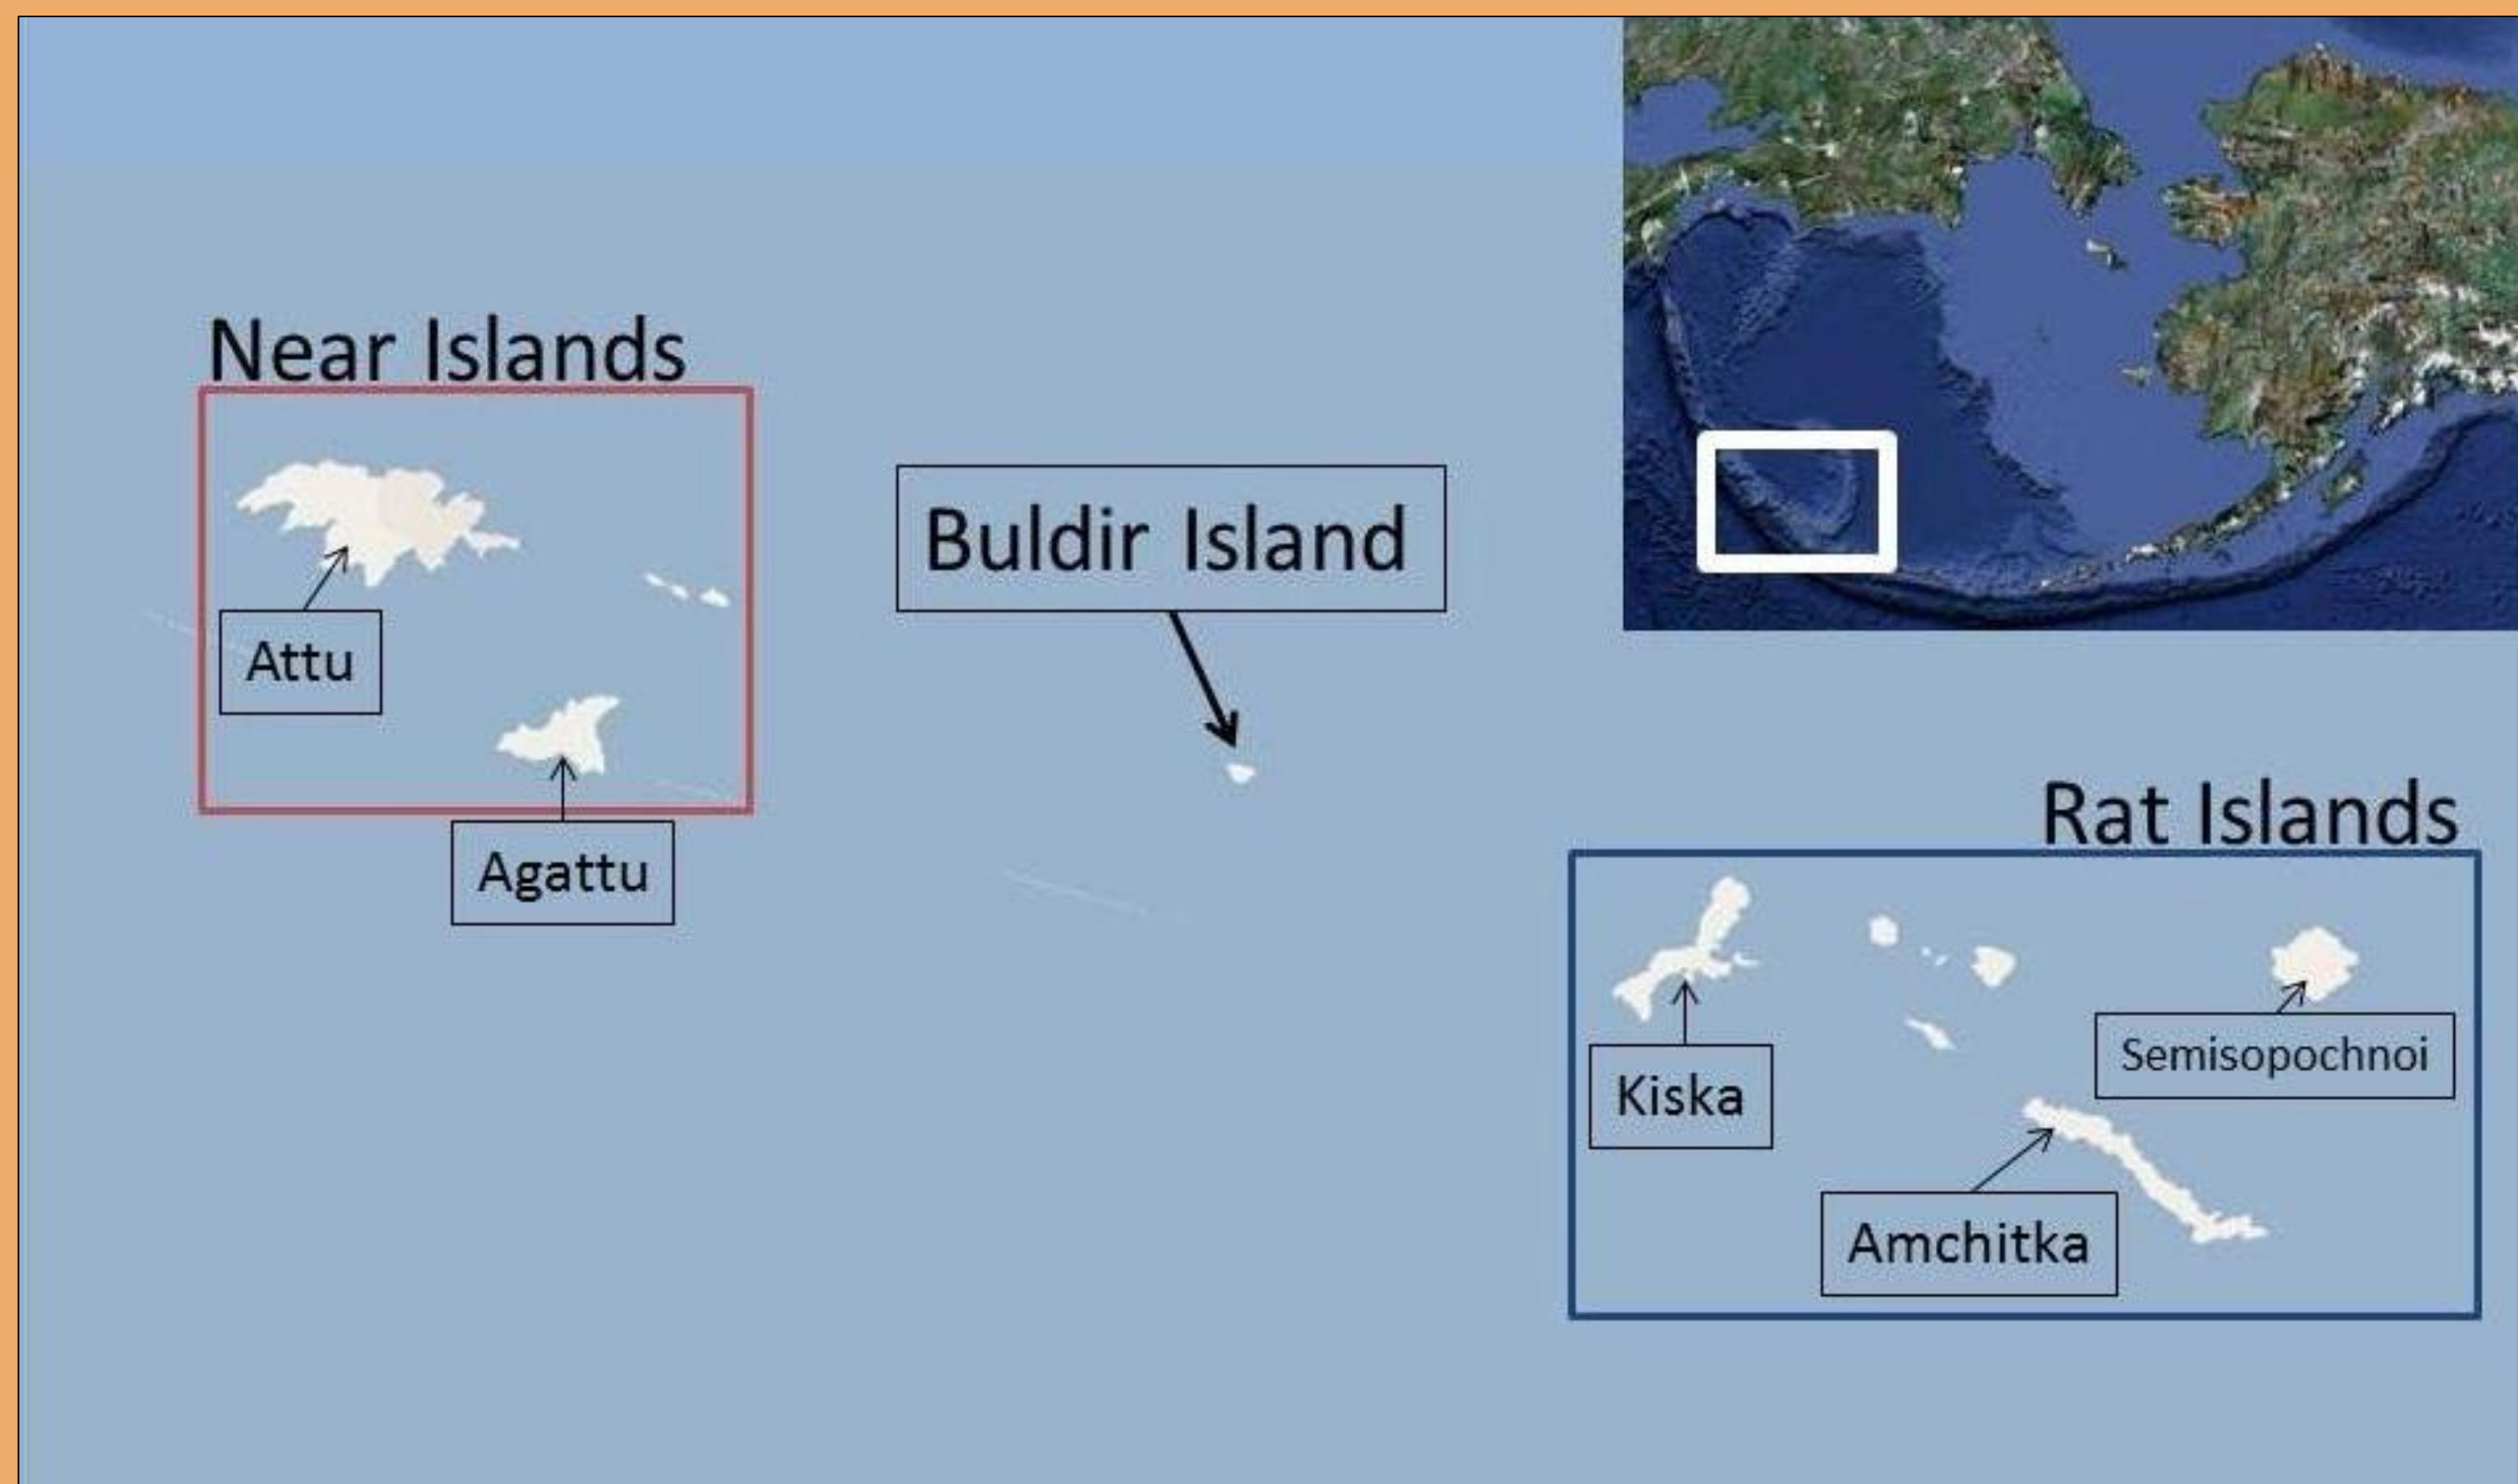 Near Islands
Attu
Agattu
Buldir Island
Rat Islands
Kiska
Semisopochnoi
Amchitka